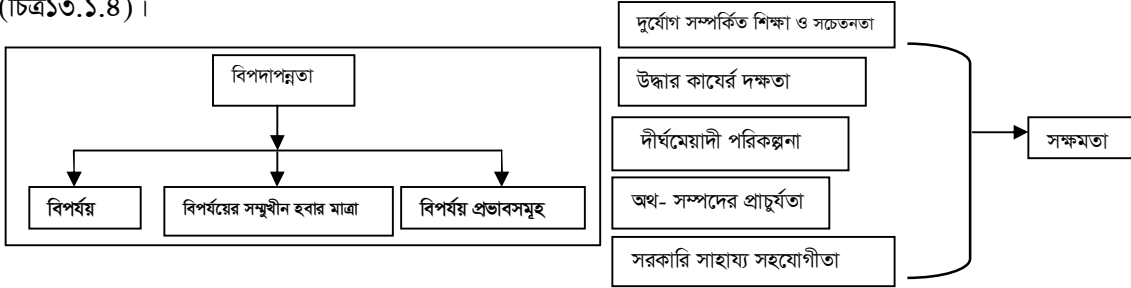 (চিত্র১৩.১.৪)।
বিপদাপন্নতা
বিপর্যয়
বিপর্যয়ের সম্মুখীন হবার মাত্রা
বিপর্যয় প্রভাবসমূহ
দুর্যোগ সম্পর্কিত শিক্ষা ও সচেতনতা
উদ্ধার কাযের্র দক্ষতা
দীর্ঘমেয়াদী পরিকল্পনা
অথ- সম্পদের প্রাচুর্যতা
সরকারি সাহায্য সহযোগীতা
সক্ষমতা